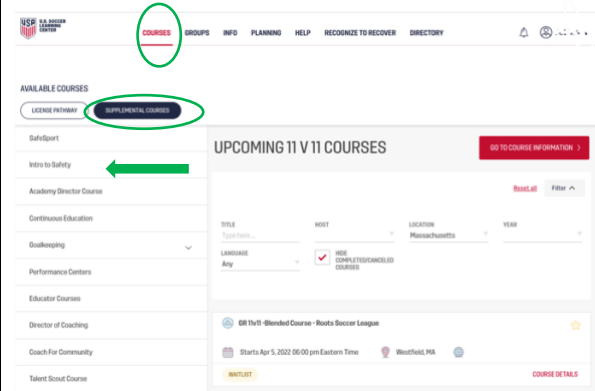 U.S. SOCCER
LEARNING
CENTER
COURSES GROUPS INFO PLANNING HELP RECOGNIZE TO RECOVER DIRECTORY
AVAILABLE COURSES
LICENSE PATHWAY SUPPLEMENTAL COURSES
SafeSport
Intro to Safety
Academy Director Course
Continuous Education
Goalkeeping
Performance Centers
Educator Courses
Director of Coaching
Coach For Community
Talent Scout Course
UPCOMING 11 V 11 COURSES
GO TO COURSE INFORMATION >
Reset all Filter
TITLE HOST LOCATION YEAR
Type here... Massachusetts
LANGUAGE
Any
HIDE
COMPLETED/CANCELED
COURSES
GR 11v11 -Blended Course - Roots Soccer League
Starts Apr 5, 2022 06:00 pm Eastern Time Westfield, MA
WAITLIST COURSE DETAILS